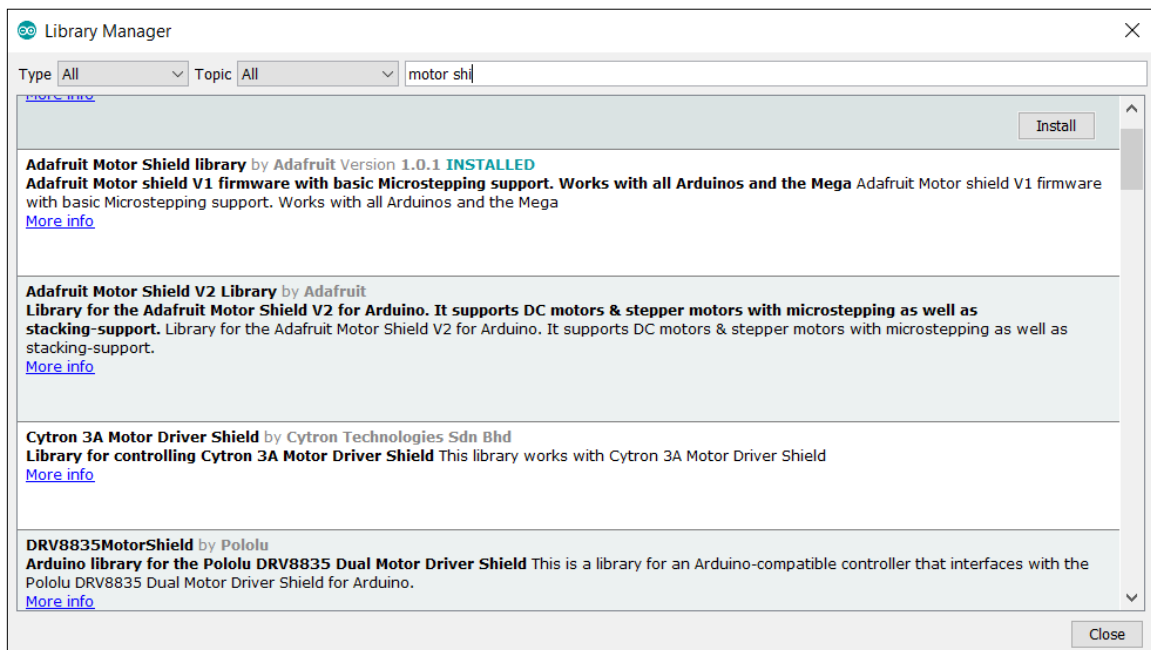 Library Manager
Type All Topic All motor shi
More info
Install
Adafruit Motor Shield library by Adafruit Version 1.0.1 INSTALLED
Adafruit Motor shield V1 firmware with basic Microstepping support. Works with all Arduinos and the Mega Adafruit Motor shield V1 firmware
with basic Microstepping support. Works with all Arduinos and the Mega
More info
Adafruit Motor Shield V2 Library by Adafruit
Library for the Adafruit Motor Shield V2 for Arduino. It supports DC motors & stepper motors with microstepping as well as
stacking-support. Library for the Adafruit Motor Shield V2 for Arduino. It supports DC motors & stepper motors with microstepping as well as
stacking-support.
More info
Cytron 3A Motor Driver Shield by Cytron Technologies Sdn Bhd
Library for controlling Cytron 3A Motor Driver Shield This library works with Cytron 3A Motor Driver Shield
More info
DRV8835MotorShield by Pololu
Arduino library for the Pololu DRV8835 Dual Motor Driver Shield This is a library for an Arduino-compatible controller that interfaces with the
Pololu DRV8835 Dual Motor Driver Shield for Arduino.
More info
Close